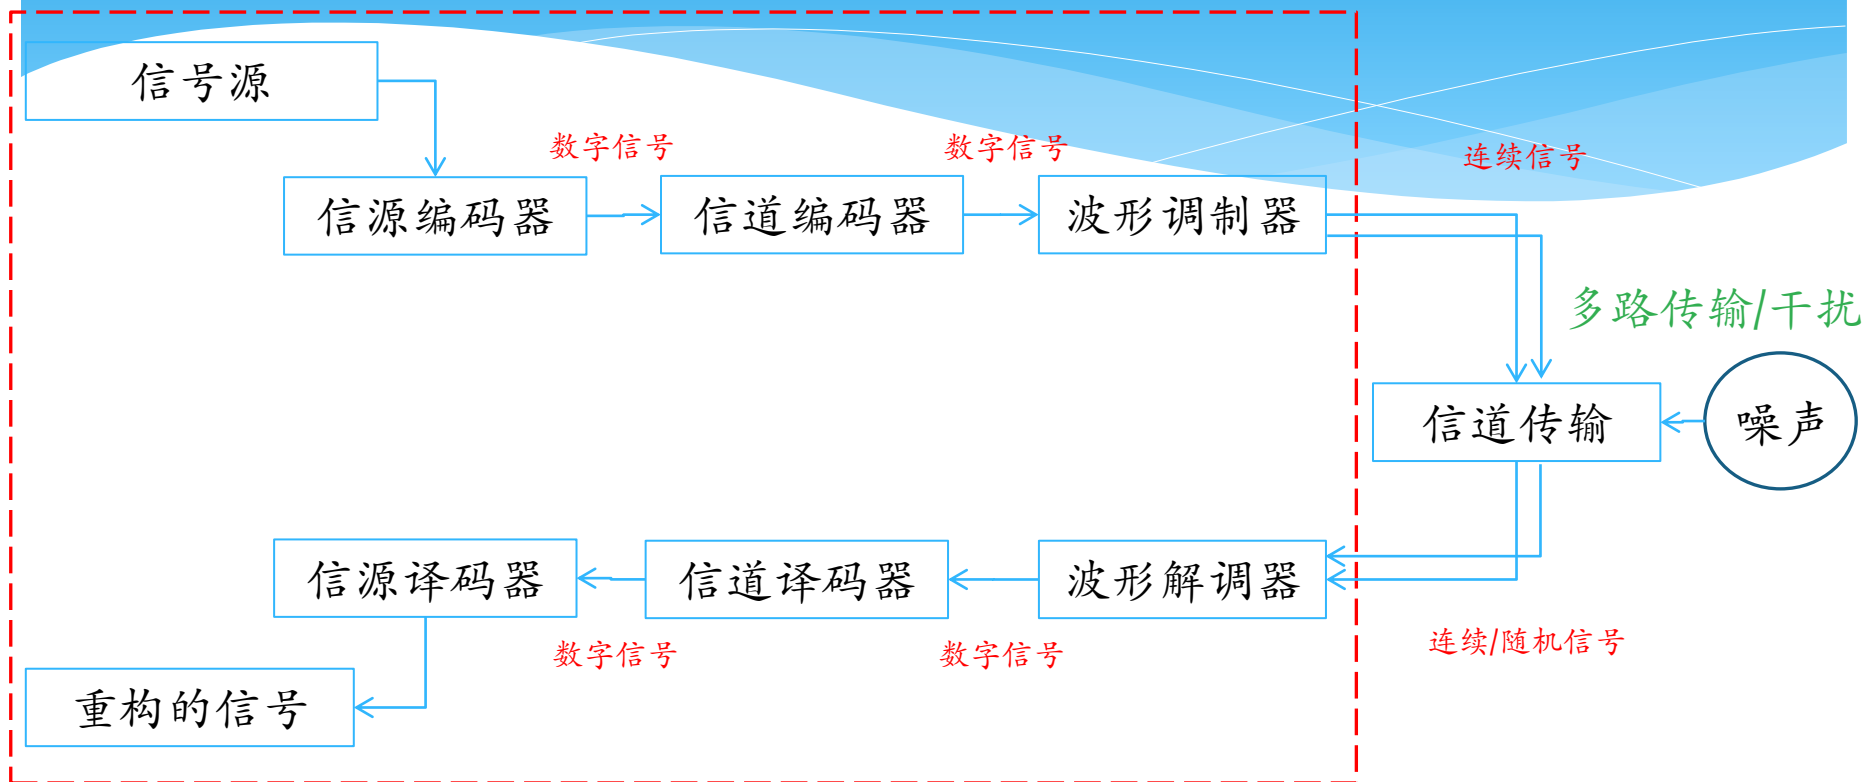 信号源
数字信号
数字信号
连续信号
信源编码器
信道编码器
波形调制器
多路传输/干扰
信道传输
噪声
信源译码器
信道译码器
波形解调器
数字信号
数字信号
连续/随机信号
重构的信号